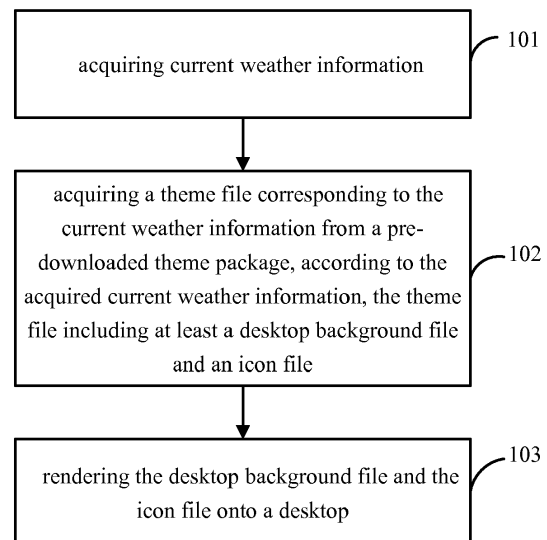 acquiring current weather information
101
acquiring a theme file corresponding to the
current weather information from a pre-
downloaded theme package, according to the
acquired current weather information, the theme
file including at least a desktop background file
and an icon file
102
rendering the desktop background file and the
icon file onto a desktop
103